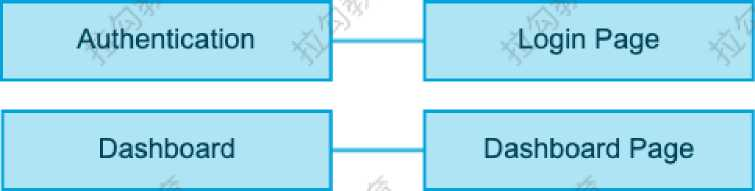 Authentication
Login Page
Dashboard
Dashboard Page